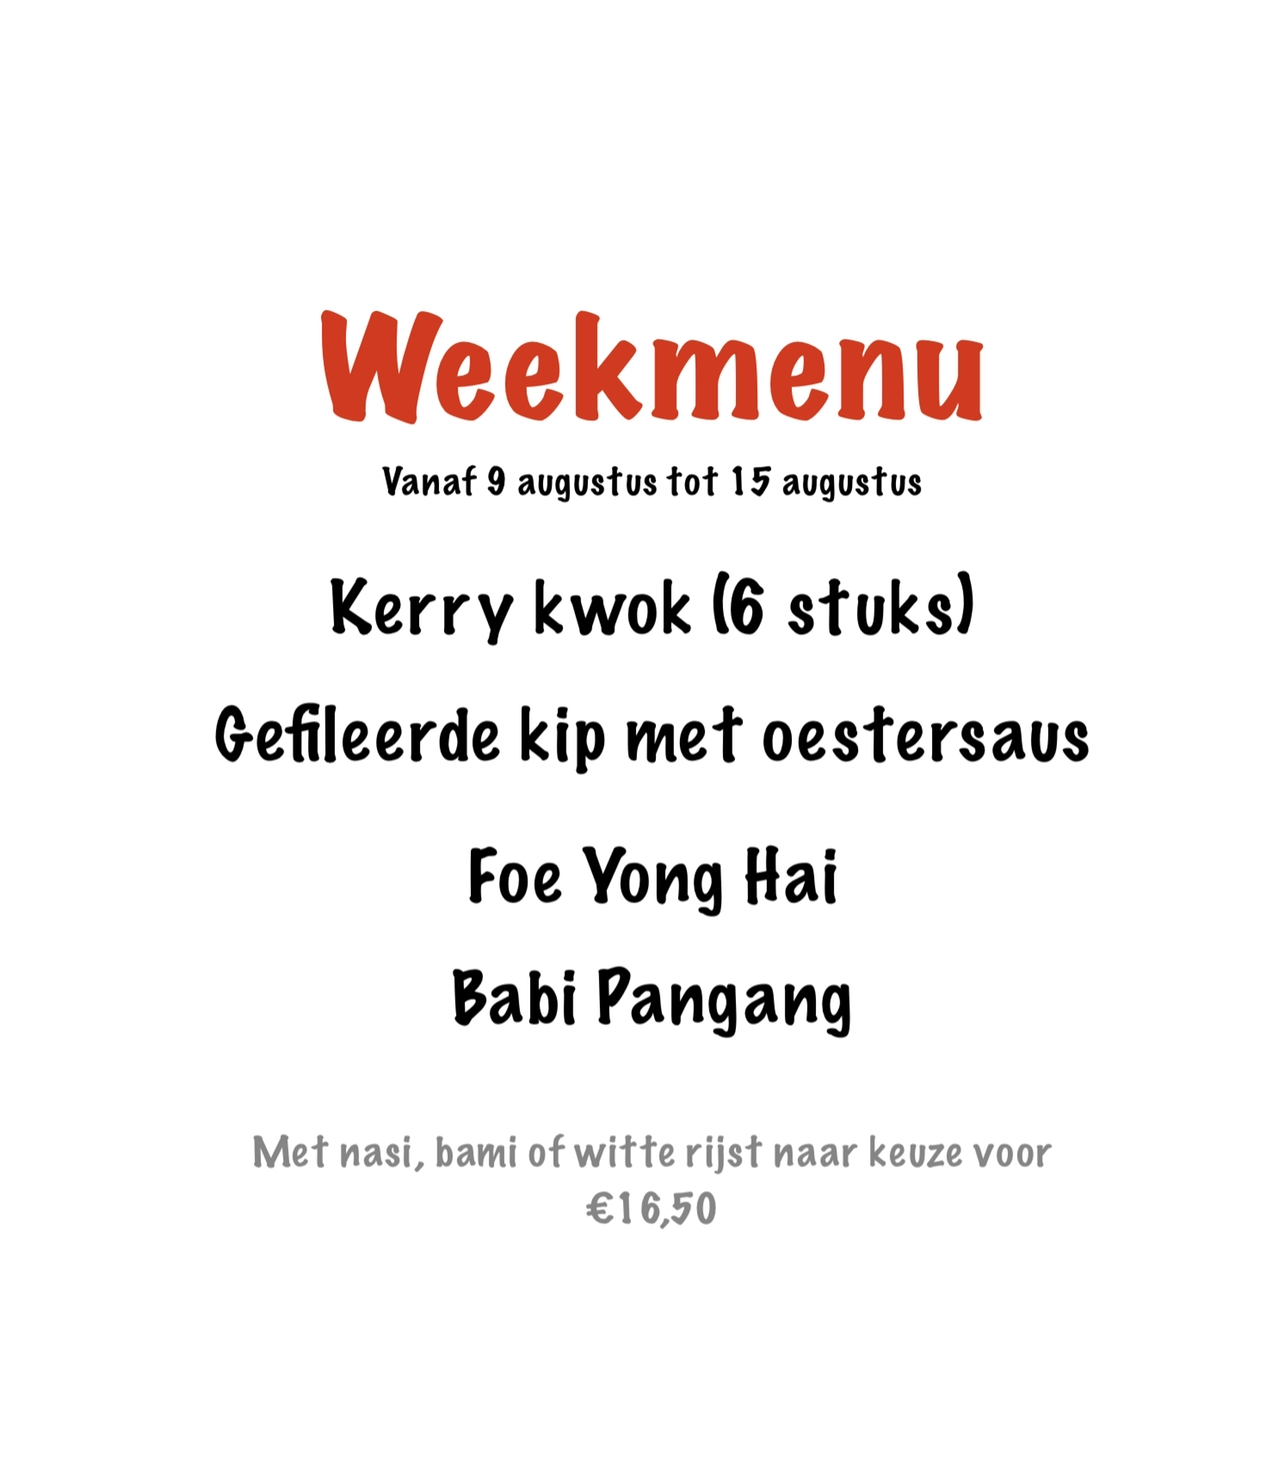 Weekmenu
Vanaf 9 augustus tot 15 augustus
Kerry kwok (6 stuks)
Gefileerde kip met oestersaus
Foe Yong Hai
Babi Pangang
Met nasi, bami of witte rijst naar keuze voor
€16,50